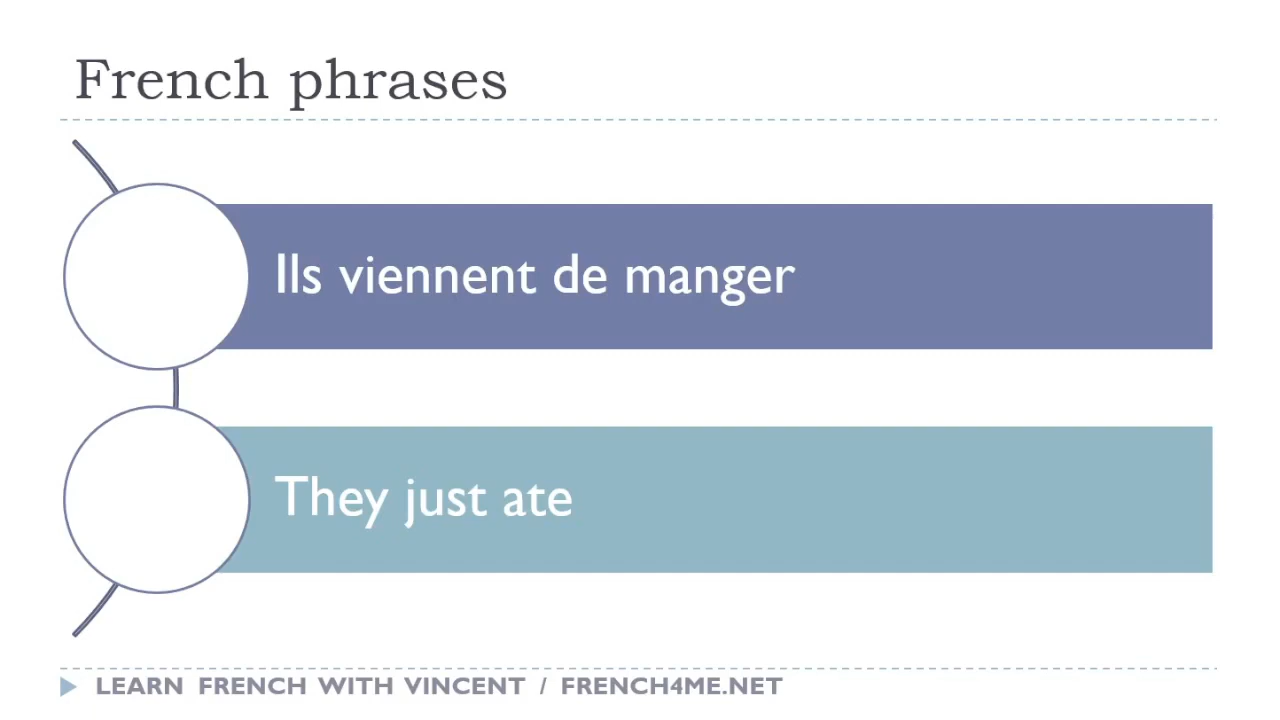 French phrases
Ils viennent de manger
They just ate
LEARN FRENCH WITH VINCENT / FRENCH4ME.NET